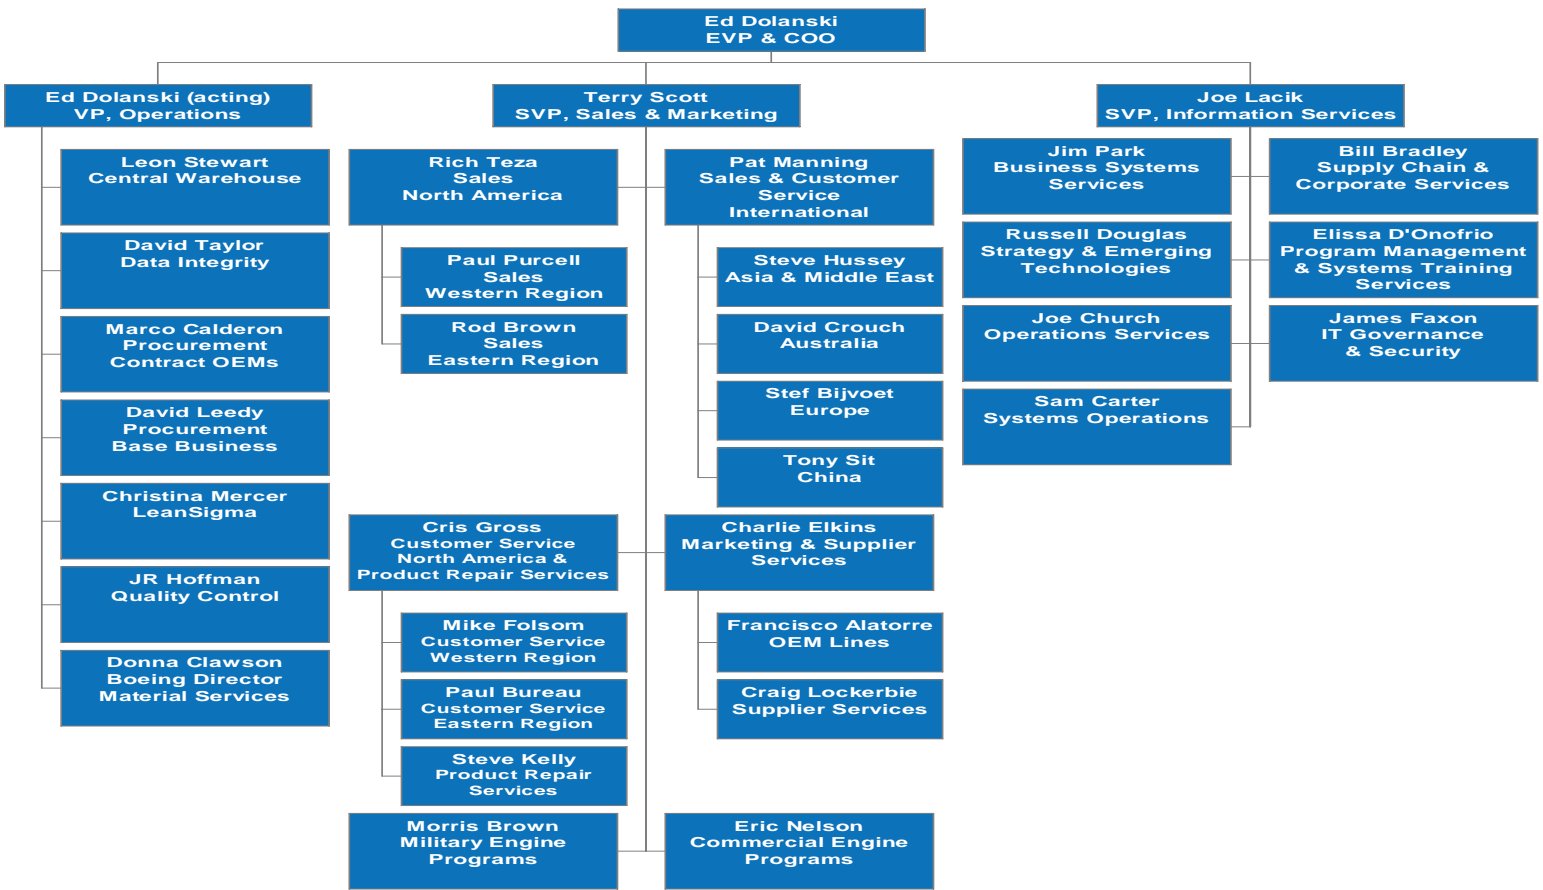 Ed Dolanski
EVP & COO
Ed Dolanski (acting)
VP, Operations
Leon Stewart
Central Warehouse
David Taylor
Data Integrity
Marco Calderon
Procurement
Contract OEMs
David Leedy
Procurement
Base Business
Christina Mercer
LeanSigma
JR Hoffman
Quality Control
Donna Clawson
Boeing Director
Material Services
Terry Scott
SVP, Sales & Marketing
Rich Teza
Sales
North America
Paul Purcell
Sales
Western Region
Rod Brown
Sales
Eastern Region
Pat Manning
Sales & Customer
Service
International
Steve Hussey
Asia & Middle East
David Crouch
Australia
Stef Bijvoet
Europe
Tony Sit
China
Cris Gross
Customer Service
North America &
Product Repair Services
Mike Folsom
Customer Service
Western Region
Paul Bureau
Customer Service
Eastern Region
Steve Kelly
Product Repair
Services
Charlie Elkins
Marketing & Supplier
Services
Francisco Alatorre
OEM Lines
Craig Lockerbie
Supplier Services
Morris Brown
Military Engine
Programs
Eric Nelson
Commercial Engine
Programs
Joe Lacik
SVP, Information Services
Jim Park
Business Systems
Services
Bill Bradley
Supply Chain &
Corporate Services
Russell Douglas
Strategy & Emerging
Technologies
Elissa D'Onofrio
Program Management
& Systems Training
Services
Joe Church
Operations Services
James Faxon
IT Governance
& Security
Sam Carter
Systems Operations